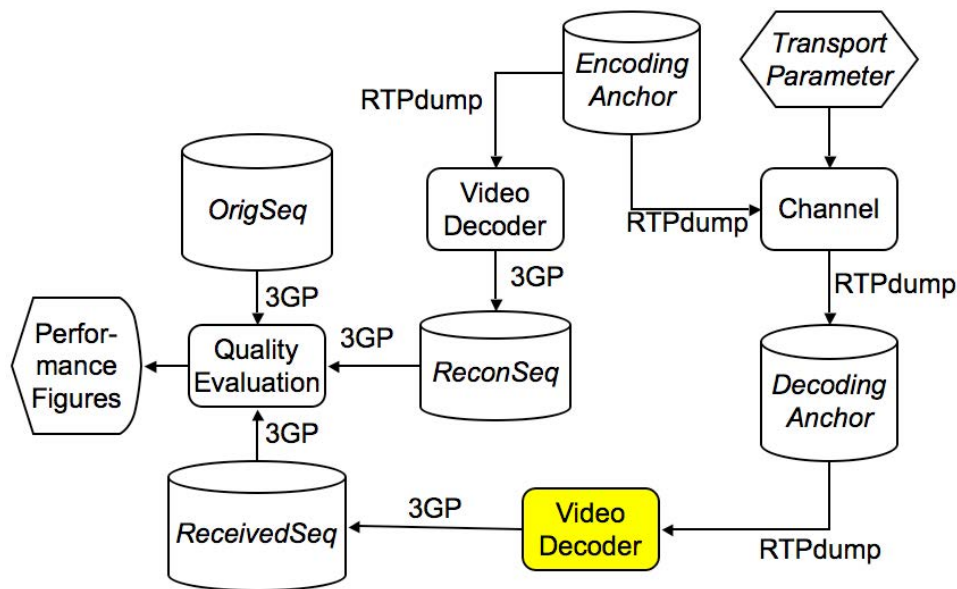 Encoding
Anchor
Transport
Parameter
RTPdump
OrigSeq
Video
Decoder
RTPdump
Channel
3GP
3GP
RTPdump
Perfor-
mance
Figures
Quality
Evaluation
3GP
ReconSeq
Decoding
Anchor
3GP
ReceivedSeq
3GP
Video
Decoder
RTPdump